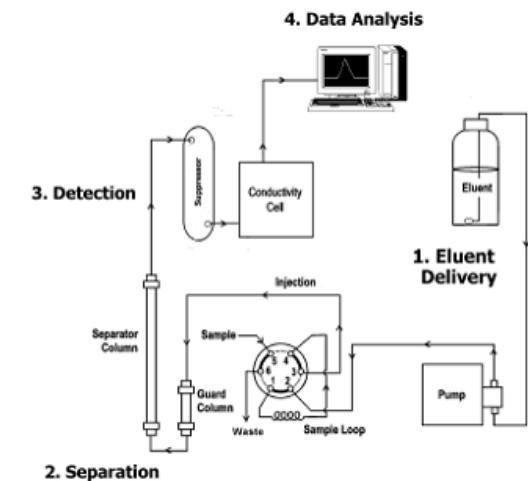 4. Data Analysis
3. Detection
Suppressor
Conductivity
Cell
Eluent
1. Eluent
Delivery
Injection
Separator
Column
Sample
5 4
6 3
1 2
Guard
Column
Pump
Waste
Sample Loop
2. Separation